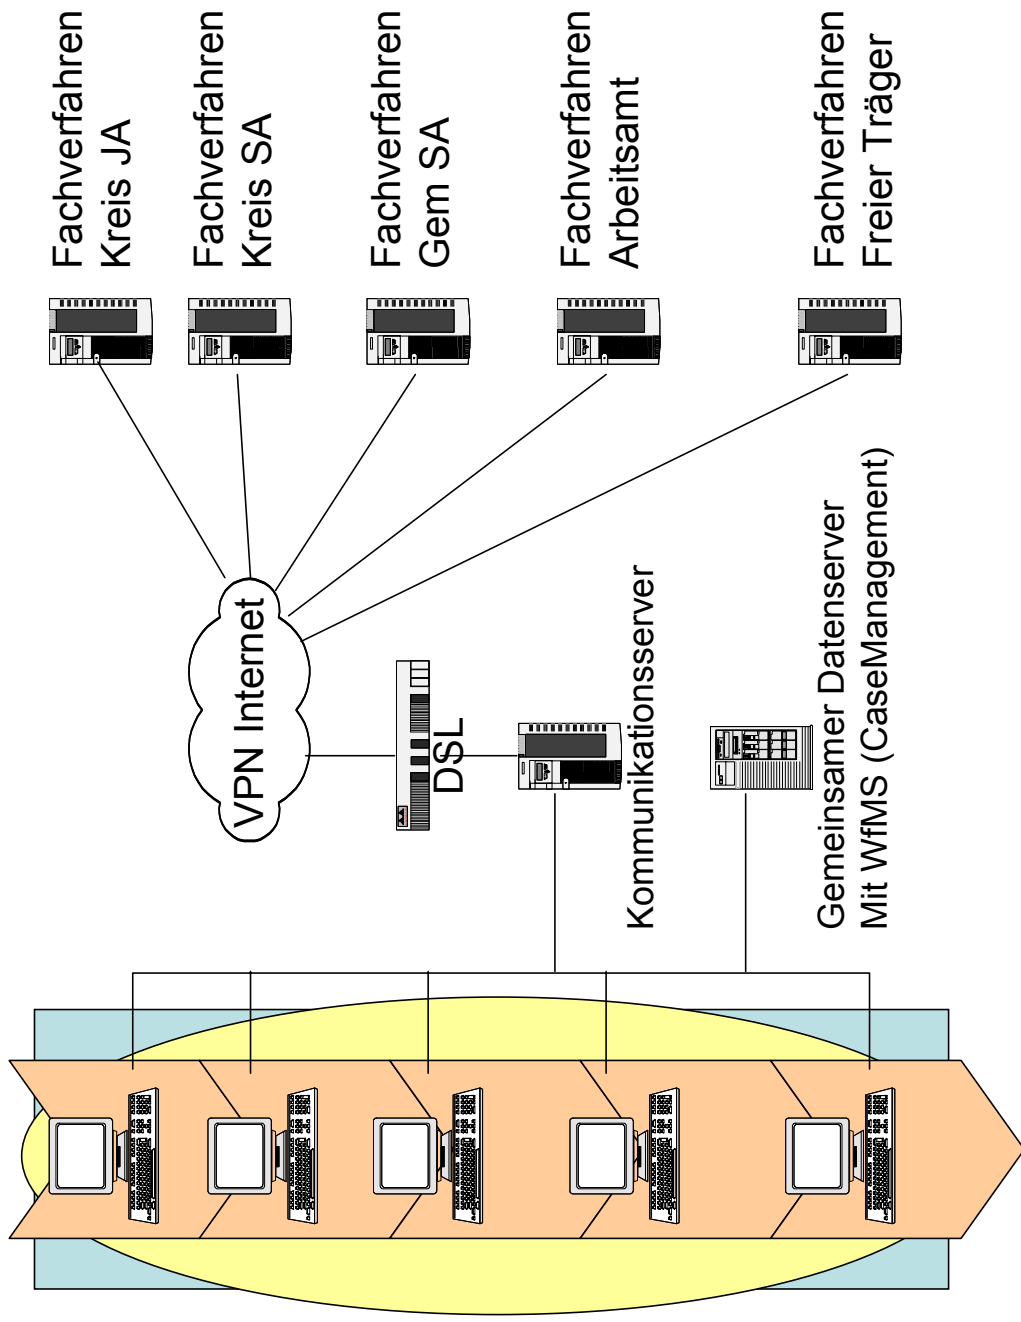 Fachverfahren
Kreis JA
Fachverfahren
Kreis SA
Fachverfahren
Gem SA
Fachverfahren
Arbeitsamt
Fachverfahren
Freier Träger
VPN Internet
DSL
Kommunikationsserver
Gemeinsamer Datenserver
Mit WfMS (CaseManagement)